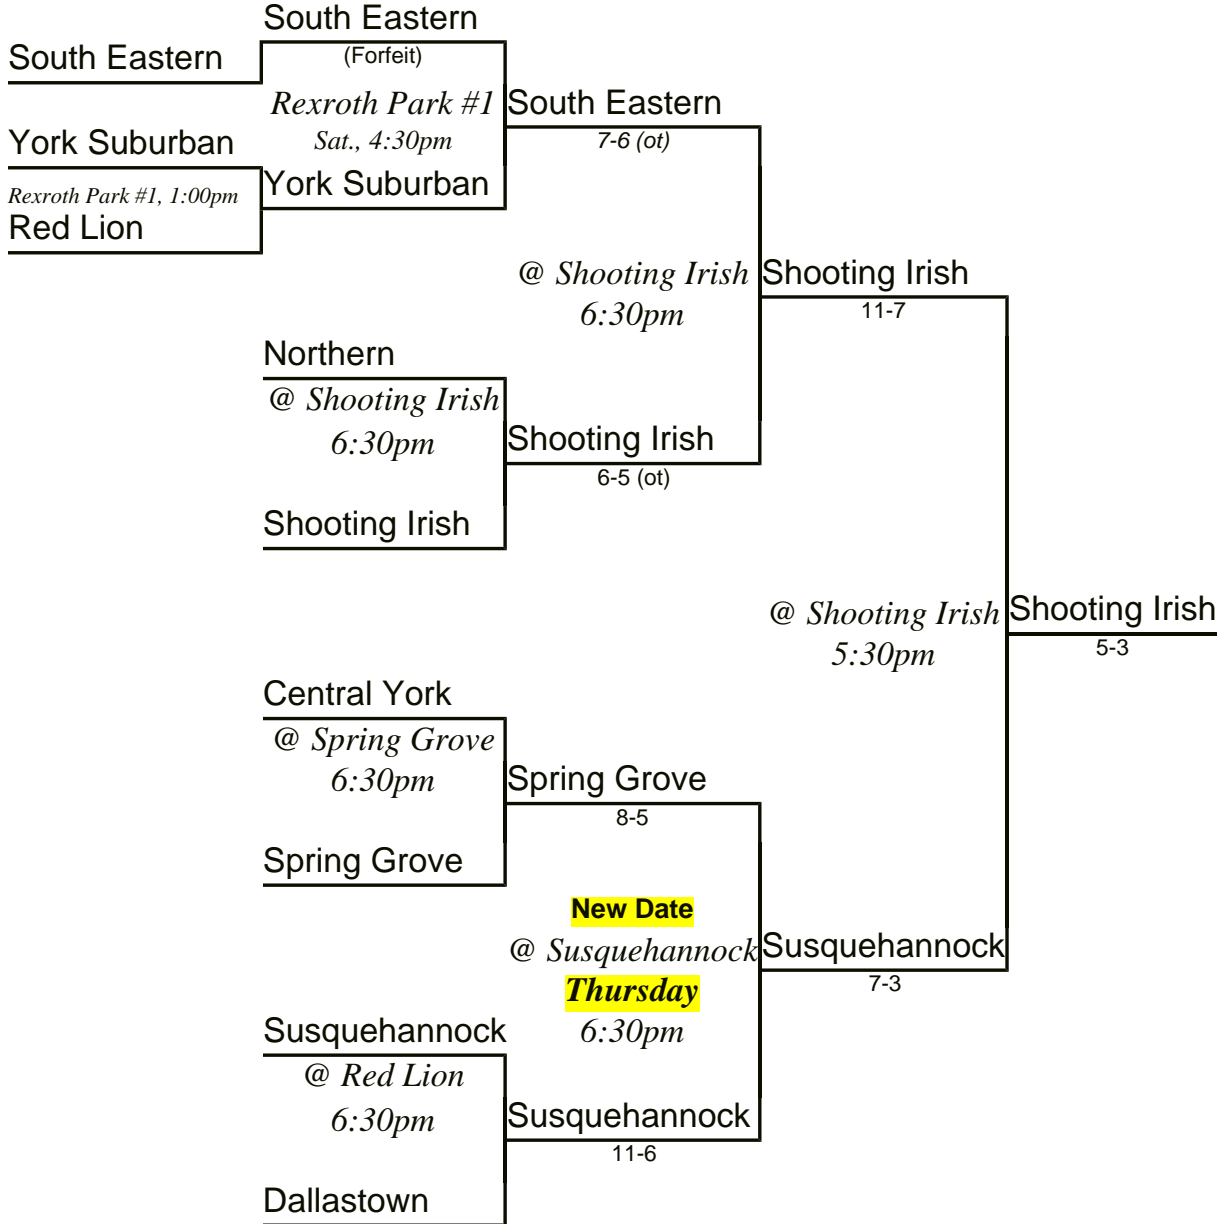 South Eastern
South Eastern
(Forfeit)
Rexroth Park #1
South Eastern
York Suburban
Sat., 4:30pm
7-6 (ot)
York Suburban
Rexroth Park #1, 1:00pm
Red Lion
@ Shooting Irish
Shooting Irish
6:30pm
11-7
Northern
@ Shooting Irish
6:30pm
Shooting Irish
6-5 (ot)
Shooting Irish
@ Shooting Irish
Shooting Irish
5:30pm
5-3
Central York
@ Spring Grove
6:30pm
Spring Grove
8-5
Spring Grove
New Date
@ Susquehannock
Susquehannock
Thursday
7-3
6:30pm
Susquehannock
@ Red Lion
6:30pm
Susquehannock
11-6
Dallastown